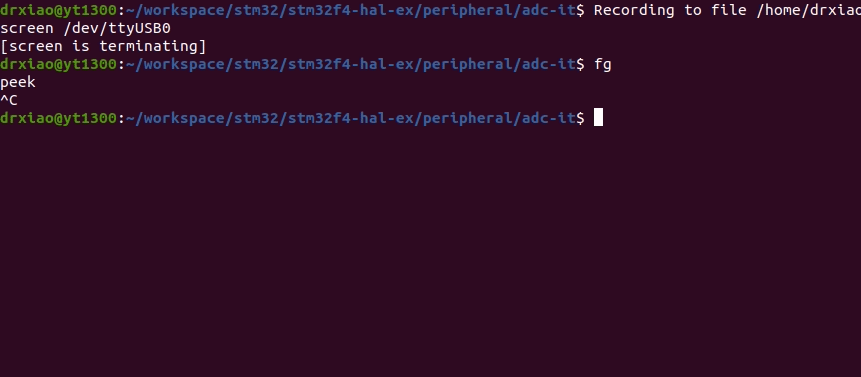 drxiao@yt1300:~/workspace/stm32/stm32f4-hal-ex/peripheral/adc-it$ Recording to file /home/drxiao
screen /dev/ttyUSB0
[screen is terminating]
drxiao@yt1300:~/workspace/stm32/stm32f4-hal-ex/peripheral/adc-it$ fg
peek
^C
drxiao@yt1300:~/workspace/stm32/stm32f4-hal-ex/peripheral/adc-it$